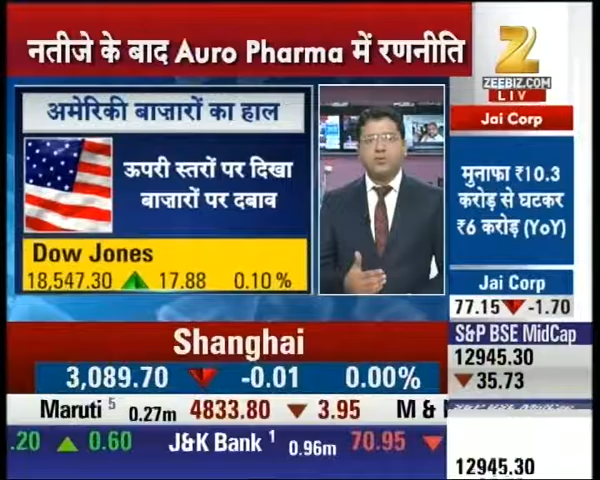 नतीजे के बाद Auro Pharma में रणनीति
ZEEBIZ.COM
LIV
अमेरिकी बाज़ारों का हाल
ऊपरी स्तरों पर दिखा
बाज़ारों पर दबाव
Dow Jones
18,547.30 17.88 0.10 %
Jai Corp
मुनाफा ₹10.3
करोड़ से घटकर
₹6 करोड़ (YoY)
Jai Corp
77.15 -1.70
S&P BSE MidCap
12945.30
35.73
Shanghai
3,089.70 -0.01 0.00%
Maruti 5 0.27m 4833.80 3.95 M &
.20 0.60 J&K Bank 1 0.96m 70.95
12945.30